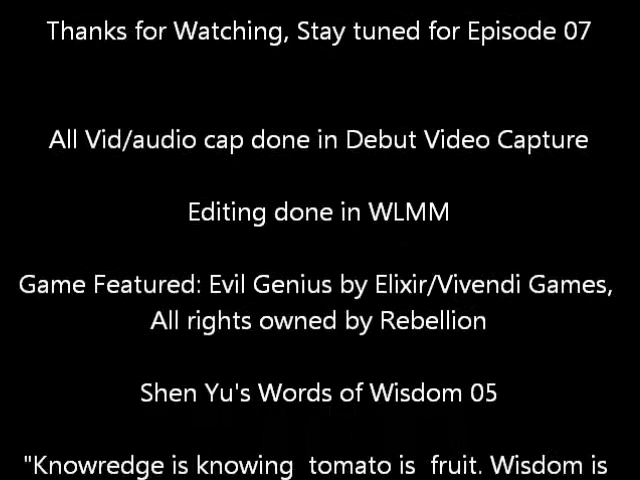 Thanks for Watching, Stay tuned for Episode 07
All Vid/audio cap done in Debut Video Capture
Editing done in WLMM
Game Featured: Evil Genius by Elixir/Vivendi Games,
All rights owned by Rebellion
Shen Yu's Words of Wisdom 05
"Knowredge is knowing  tomato is  fruit. Wisdom is